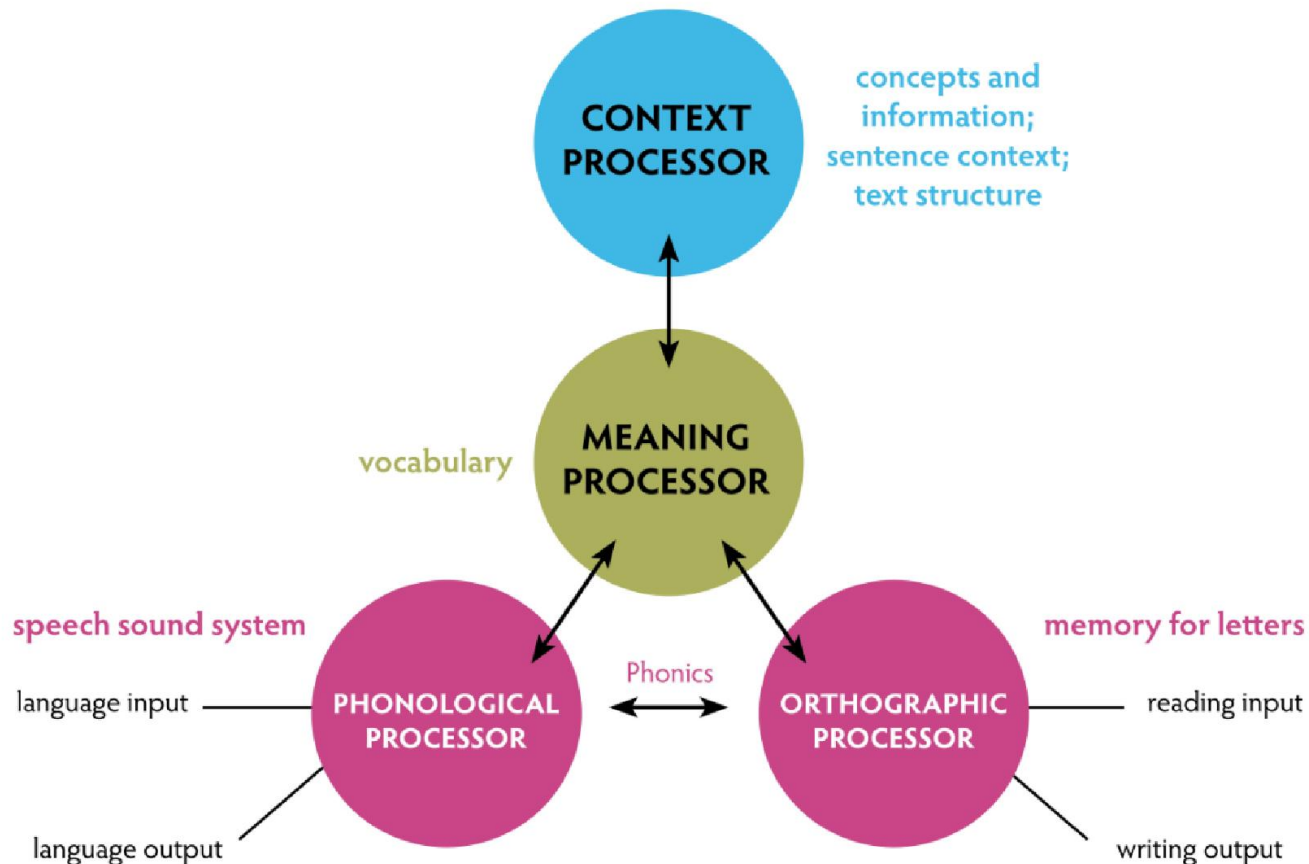 CONTEXT
PROCESSOR
concepts and
information;
sentence context;
text structure
MEANING
PROCESSOR
vocabulary
speech sound system
memory for letters
Phonics
language input
PHONOLOGICAL
PROCESSOR
ORTHOGRAPHIC
PROCESSOR
reading input
language output
writing output